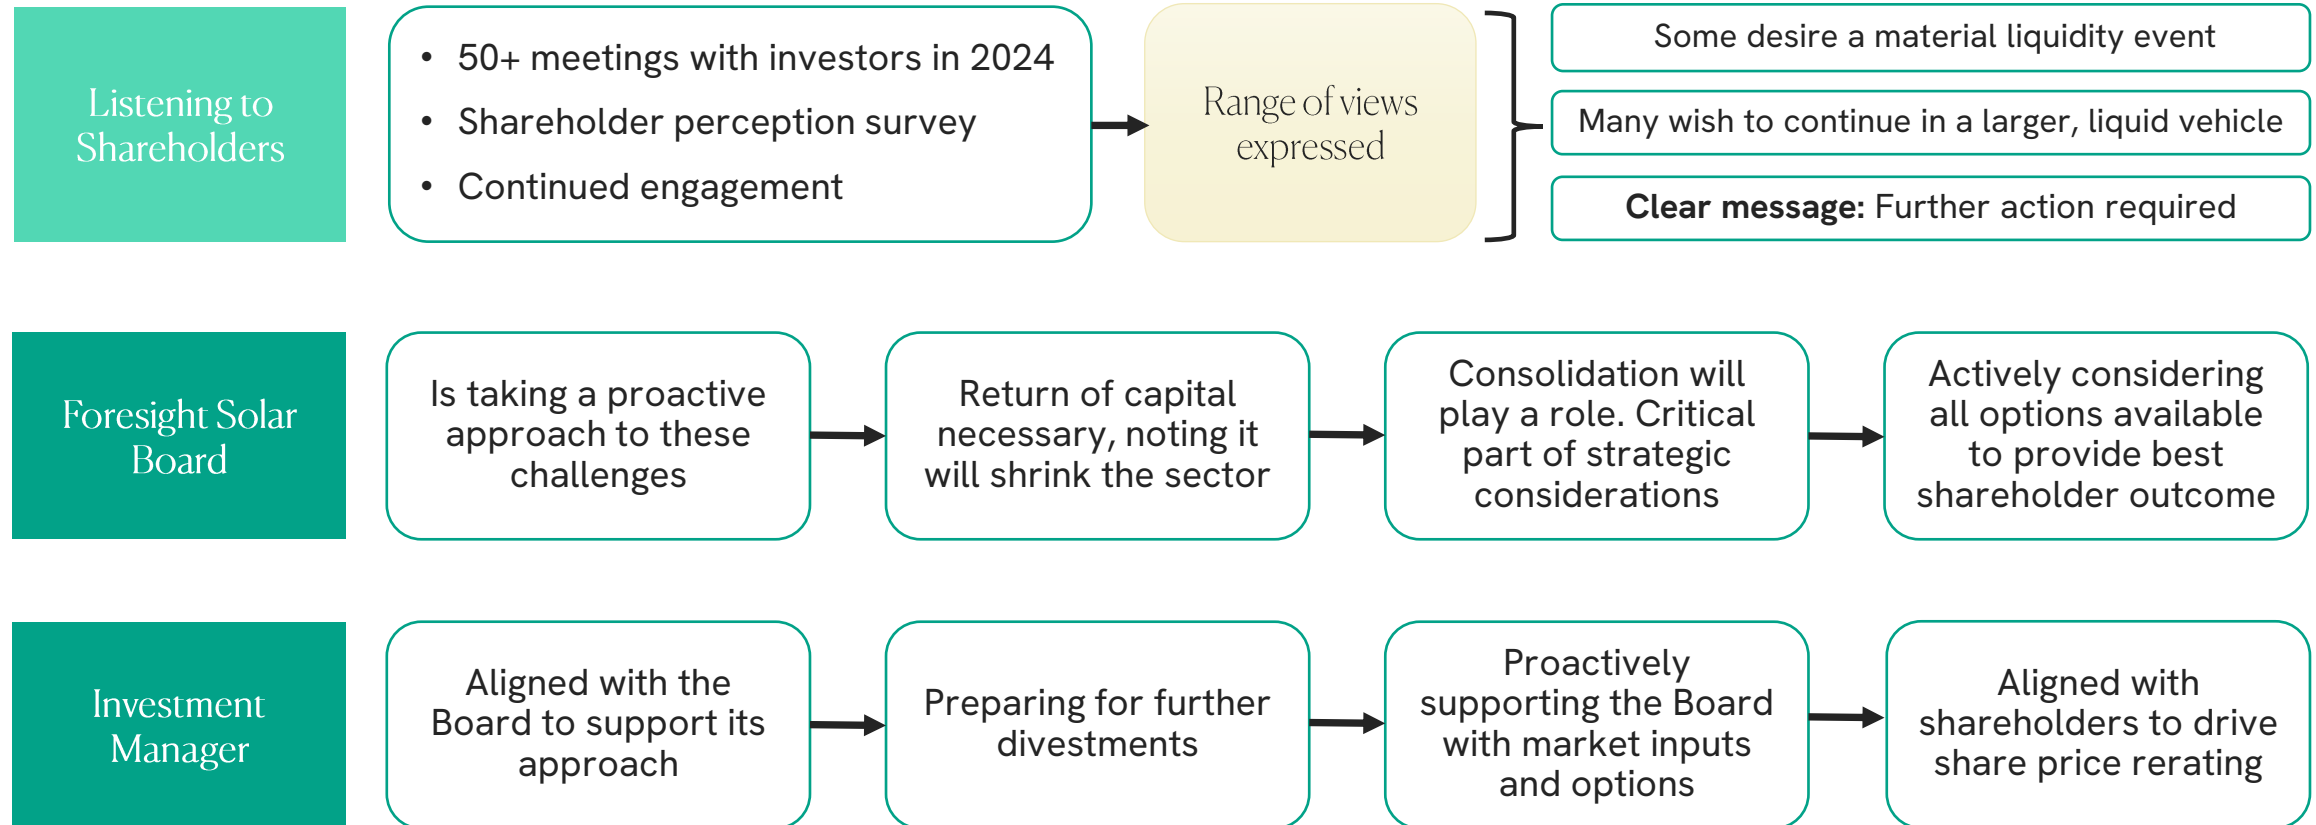 Listening to
Shareholders
• 50+ meetings with investors in 2024
• Shareholder perception survey
• Continued engagement
Range of views
expressed
Some desire a material liquidity event
Many wish to continue in a larger, liquid vehicle
Clear message: Further action required
Foresight Solar
Board
Is taking a proactive
approach to these
challenges
Return of capital
necessary, noting it
will shrink the sector
Consolidation will
play a role. Critical
part of strategic
considerations
Actively considering
all options available
to provide best
shareholder outcome
Investment
Manager
Aligned with the
Board to support its
approach
Preparing for further
divestments
Proactively
supporting the Board
with market inputs
and options
Aligned with
shareholders to drive
share price rerating